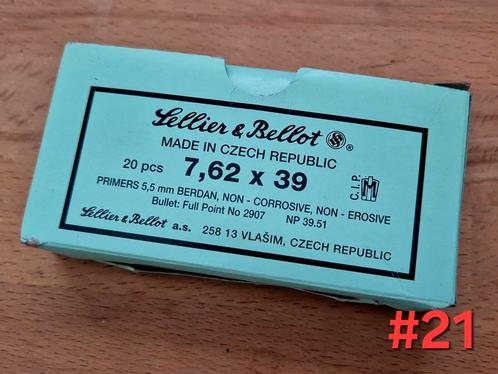 Sellier & Bellot S&B ®
MADE IN CZECH REPUBLIC
20 pcs 7,62 x 39
C.I.P.
PRIMERS 5,5 mm BERDAN, NON - CORROSIVE, NON - EROSIVE
Bullet: Full Point No 2907 NP 39.51
Sellier & Bellot a.s. 258 13 VLAŠIM, CZECH REPUBLIC
#21